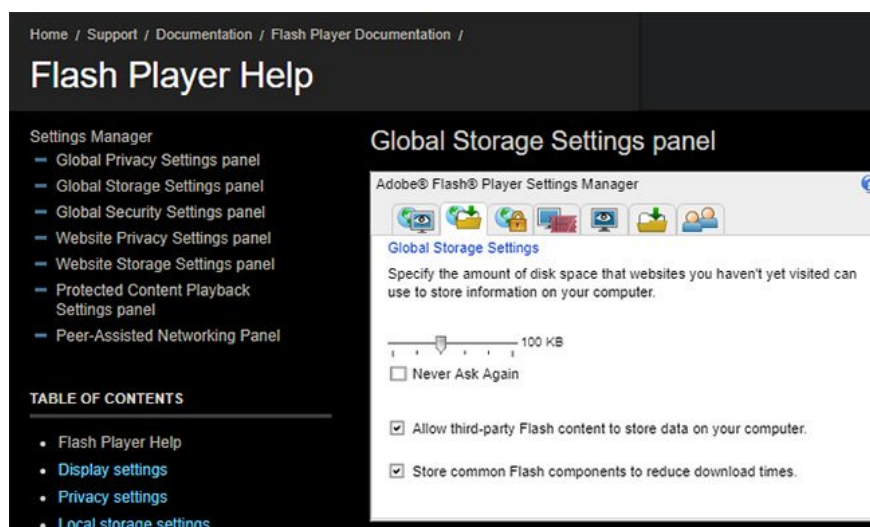 Home / Support / Documentation / Flash Player Documentation /
Flash Player Help
Settings Manager
Global Privacy Settings panel
Global Storage Settings panel
Global Security Settings panel
Website Privacy Settings panel
Website Storage Settings panel
Protected Content Playback
Settings panel
Peer-Assisted Networking Panel
TABLE OF CONTENTS
Flash Player Help
Display settings
Privacy settings
Local storage settings
Global Storage Settings panel
Adobe® Flash® Player Settings Manager
Global Storage Settings
Specify the amount of disk space that websites you haven't yet visited can
use to store information on your computer.
100 KB
Never Ask Again
Allow third-party Flash content to store data on your computer.
Store common Flash components to reduce download times.